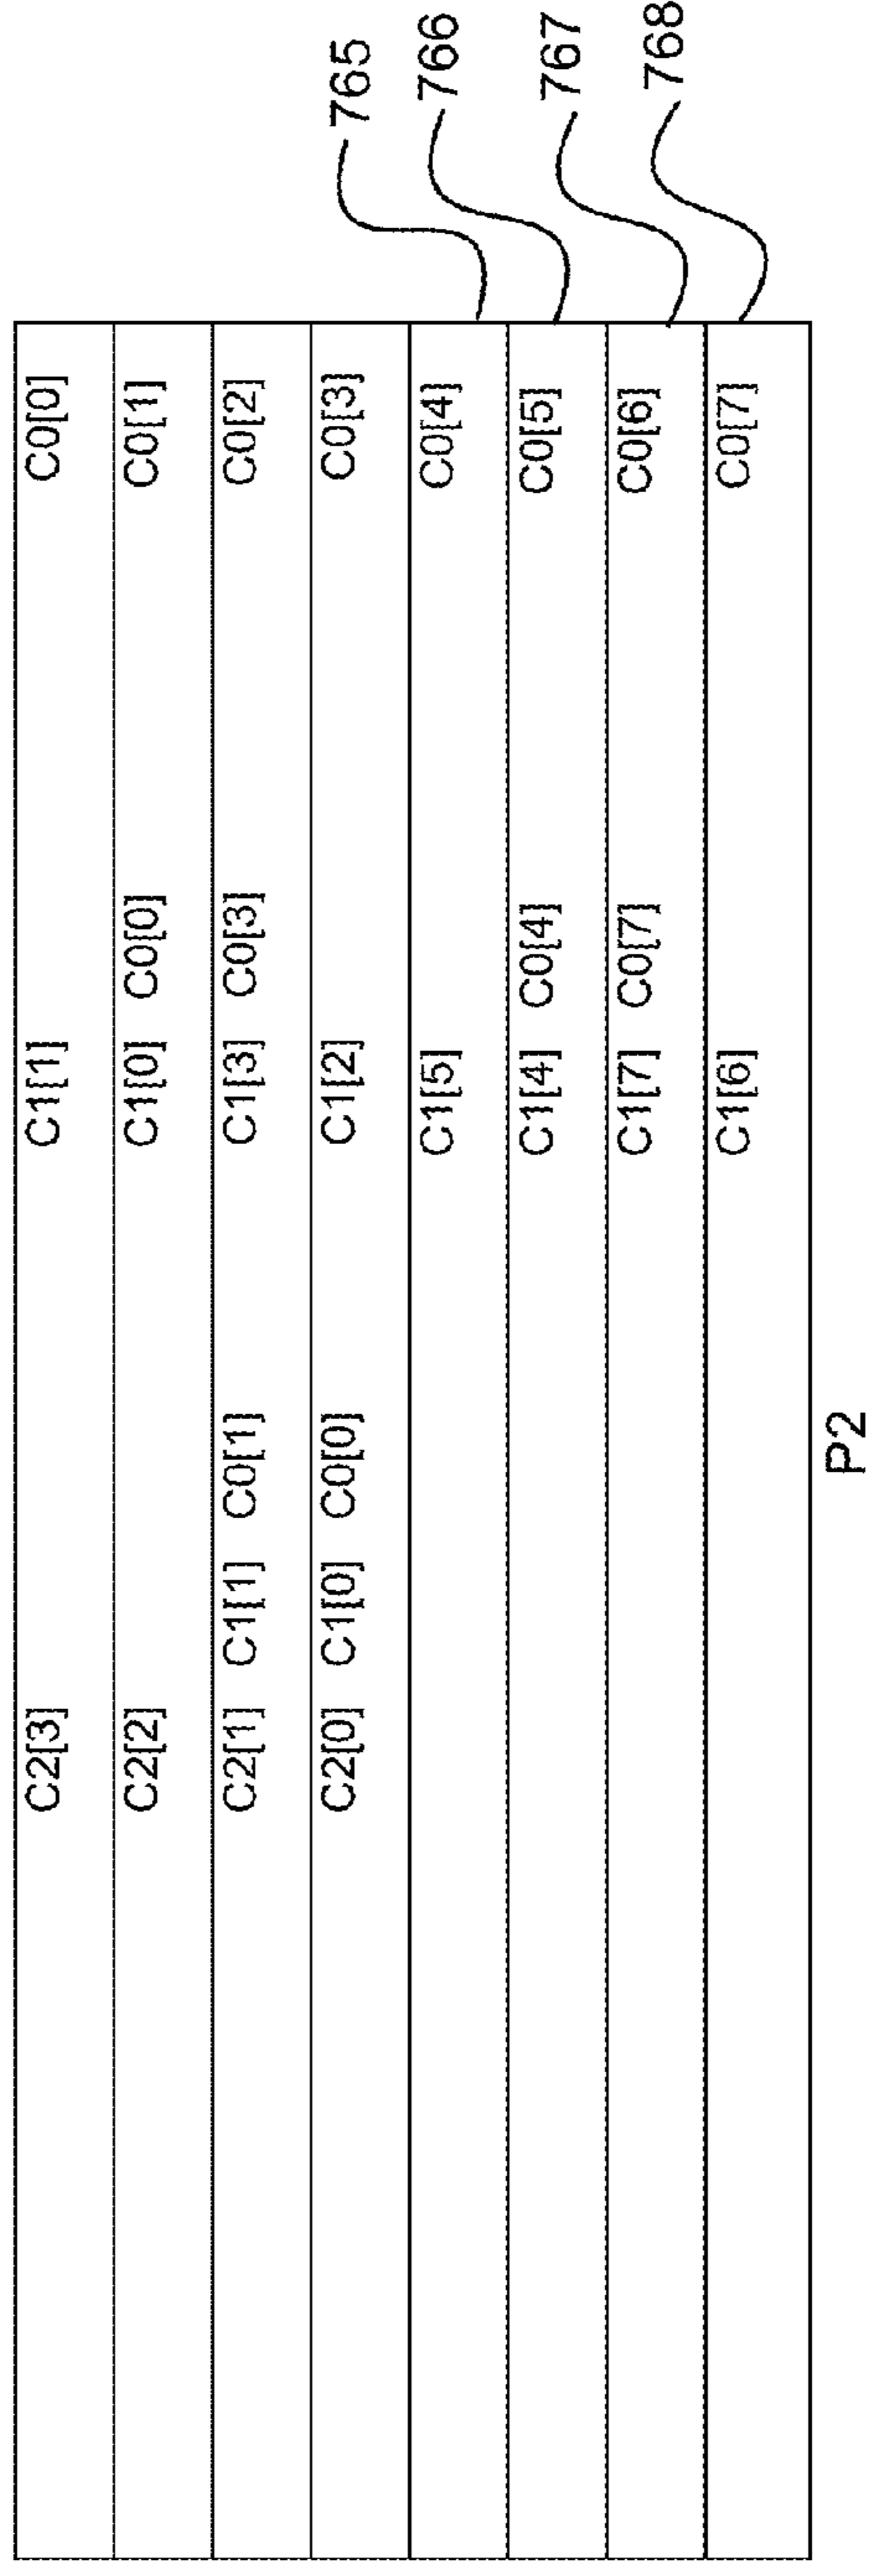 C2[3] C1[1] C0[0]
C2[2] C1[0] C0[0] C0[1]
C2[1] C1[1] C0[1] C1[3] C0[3] C0[2]
C2[0] C1[0] C0[0] C1[2] C0[3]
C1[5] C0[4] 765
C1[4] C0[4] C0[5] 766
C1[7] C0[7] C0[6] 767
C1[6] C0[7] 768
P2